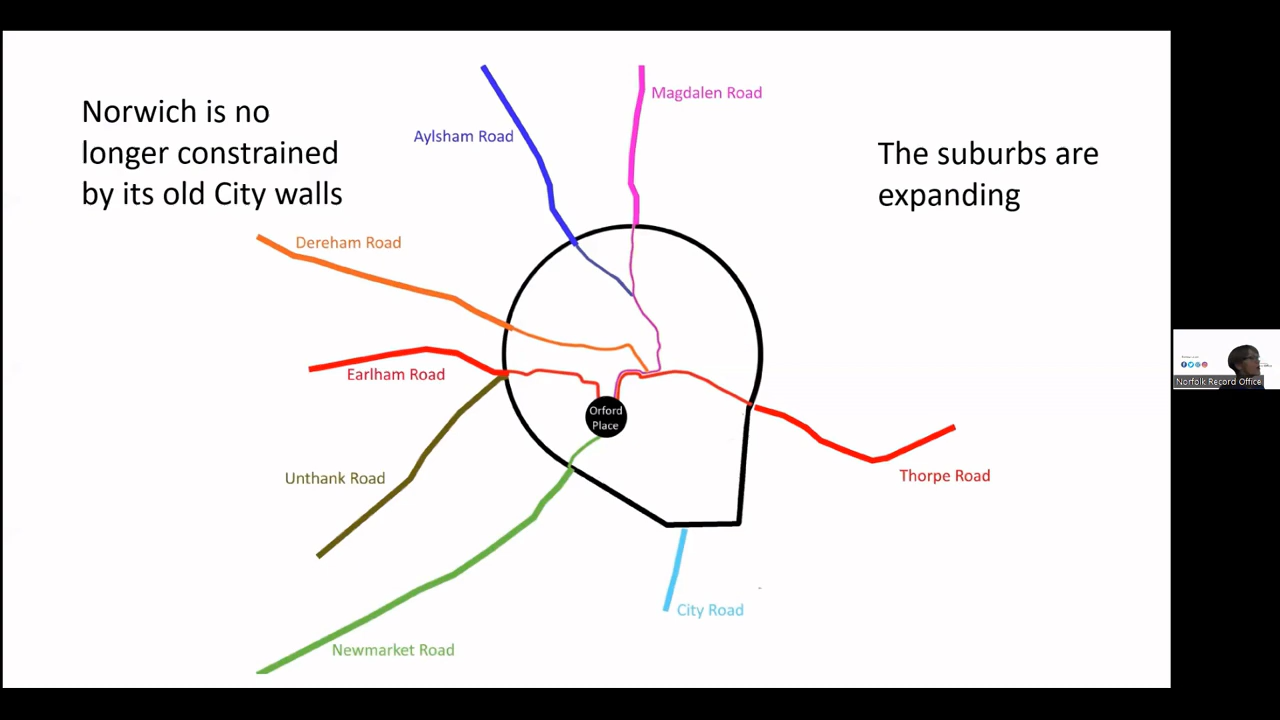 Norwich is no
longer constrained
by its old City walls
The suburbs are
expanding
Magdalen Road
Aylsham Road
Dereham Road
Earlham Road
Orford
Place
Unthank Road
Thorpe Road
City Road
Newmarket Road
Norfolk Record Office